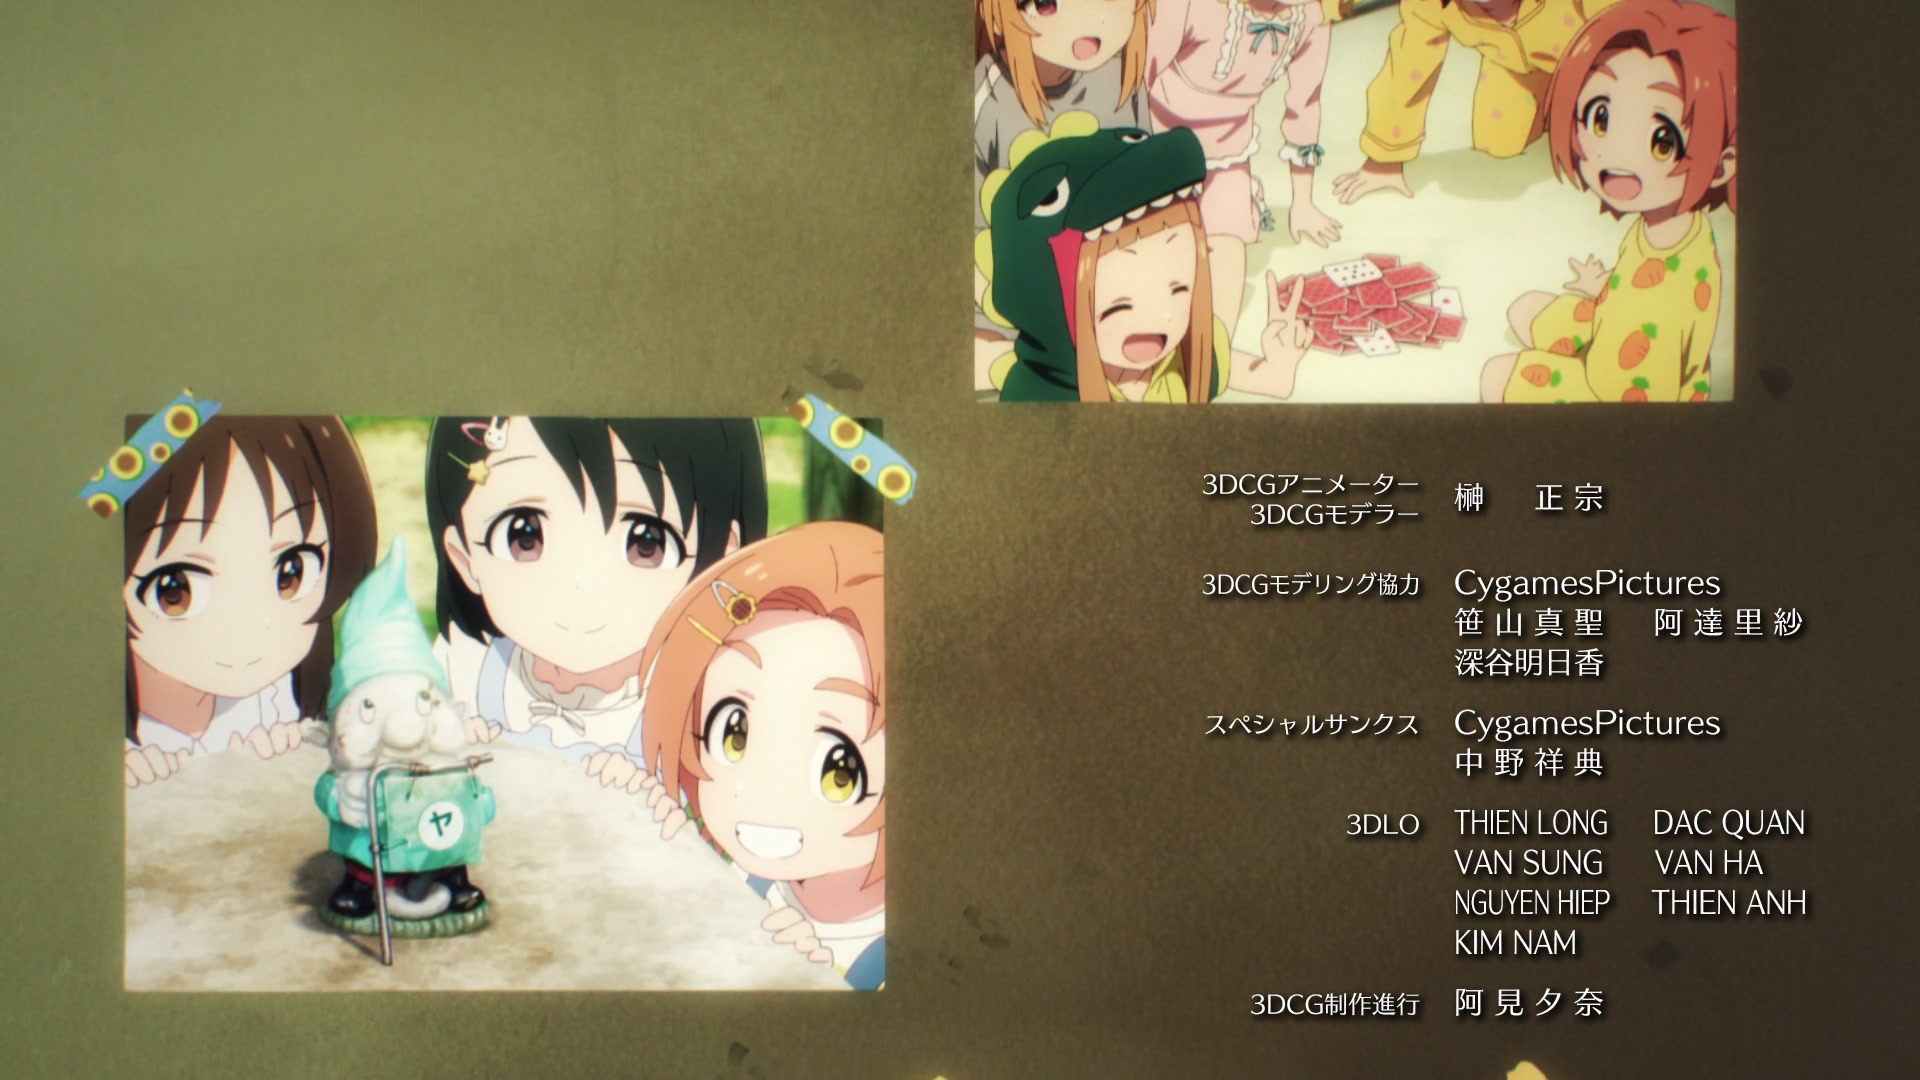 ヤ
3DCGアニメーター
3DCGモデラー
榊 正宗
3DCGモデリング協力 CygamesPictures
笹山真聖 阿達里紗
深谷明日香
スペシャルサンクス CygamesPictures
中野祥典
3DLO THIEN LONG DAC QUAN
VAN SUNG VAN HA
NGUYEN HIEP THIEN ANH
KIM NAM
3DCG制作進行 阿見夕奈